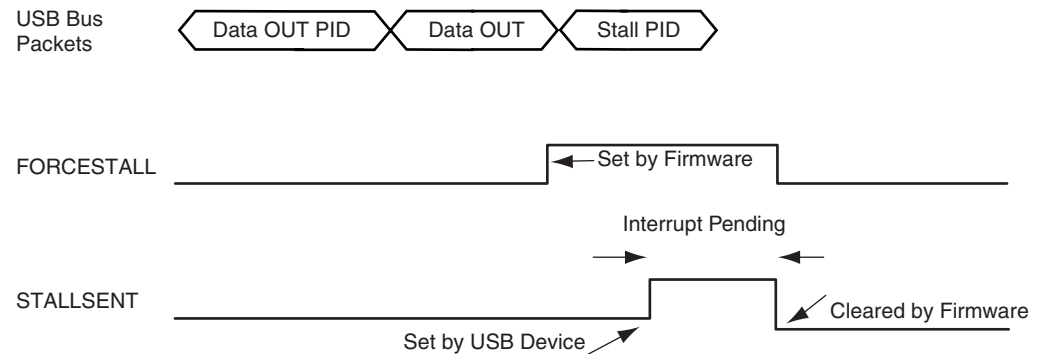 USB Bus
Packets
Data OUT PID
Data OUT
Stall PID
FORCESTALL
Set by Firmware
Interrupt Pending
STALLSENT
Cleared by Firmware
Set by USB Device